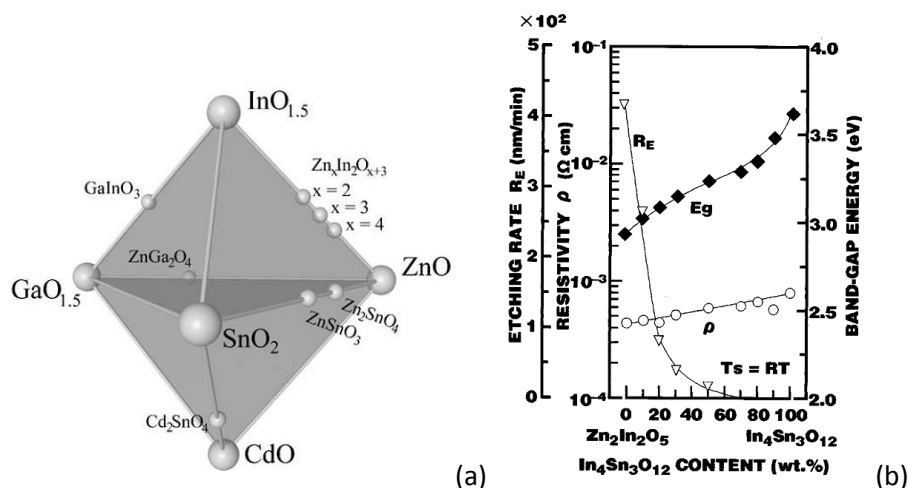 InO1.5
ZnxIn2Ox+3
x = 2
x = 3
x = 4
GaInO3
ZnGa2O4
ZnO
GaO1.5
Zn2SnO4
ZnSnO3
SnO2
Cd2SnO4
CdO
(a)
×10²
5
4
3
2
1
0
ETCHING RATE RE (nm/min)
10⁻¹
10⁻²
10⁻³
10⁻⁴
RESISTIVITY ρ (Ω cm)
RE
Eg
ρ
Ts = RT
4.0
3.5
3.0
2.5
2.0
BAND-GAP ENERGY (eV)
0 20 40 60 80 100
Zn2In2O5 In4Sn3O12
In4Sn3O12 CONTENT (wt.%)
(b)